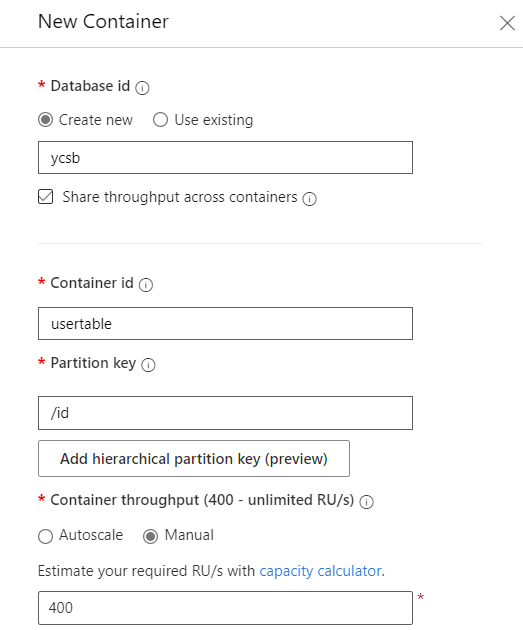 New Container
* Database id
Create new Use existing
ycsb
Share throughput across containers
* Container id
usertable
* Partition key
/id
Add hierarchical partition key (preview)
* Container throughput (400 - unlimited RU/s)
Autoscale Manual
Estimate your required RU/s with capacity calculator.
400 *